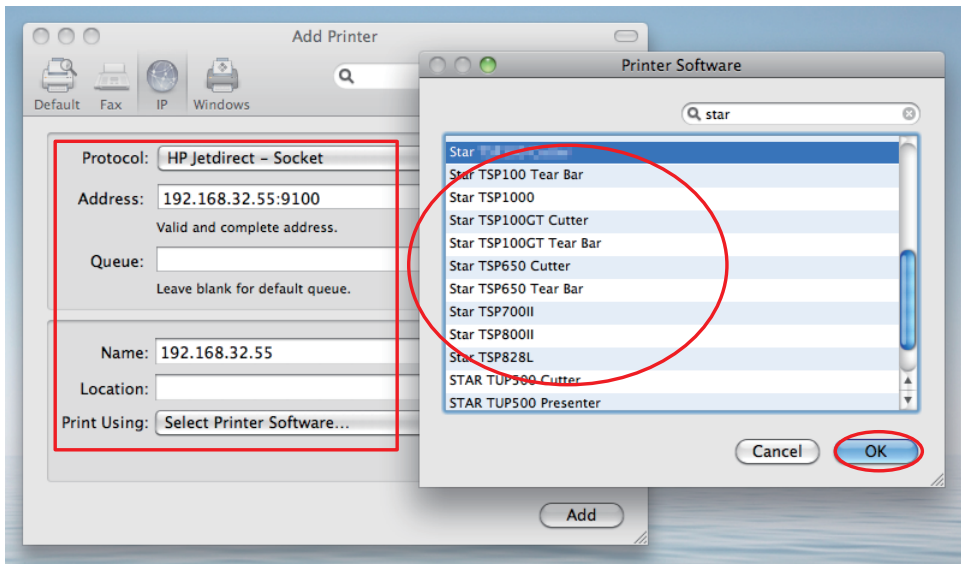 Add Printer
Default Fax IP Windows
Protocol: HP Jetdirect – Socket
Address: 192.168.32.55:9100
Valid and complete address.
Queue:
Leave blank for default queue.
Name: 192.168.32.55
Location:
Print Using: Select Printer Software...
Add
Printer Software
star
Star
Star TSP100 Tear Bar
Star TSP1000
Star TSP100GT Cutter
Star TSP100GT Tear Bar
Star TSP650 Cutter
Star TSP650 Tear Bar
Star TSP700II
Star TSP800II
Star TSP828L
STAR TUP500 Cutter
STAR TUP500 Presenter
Cancel OK